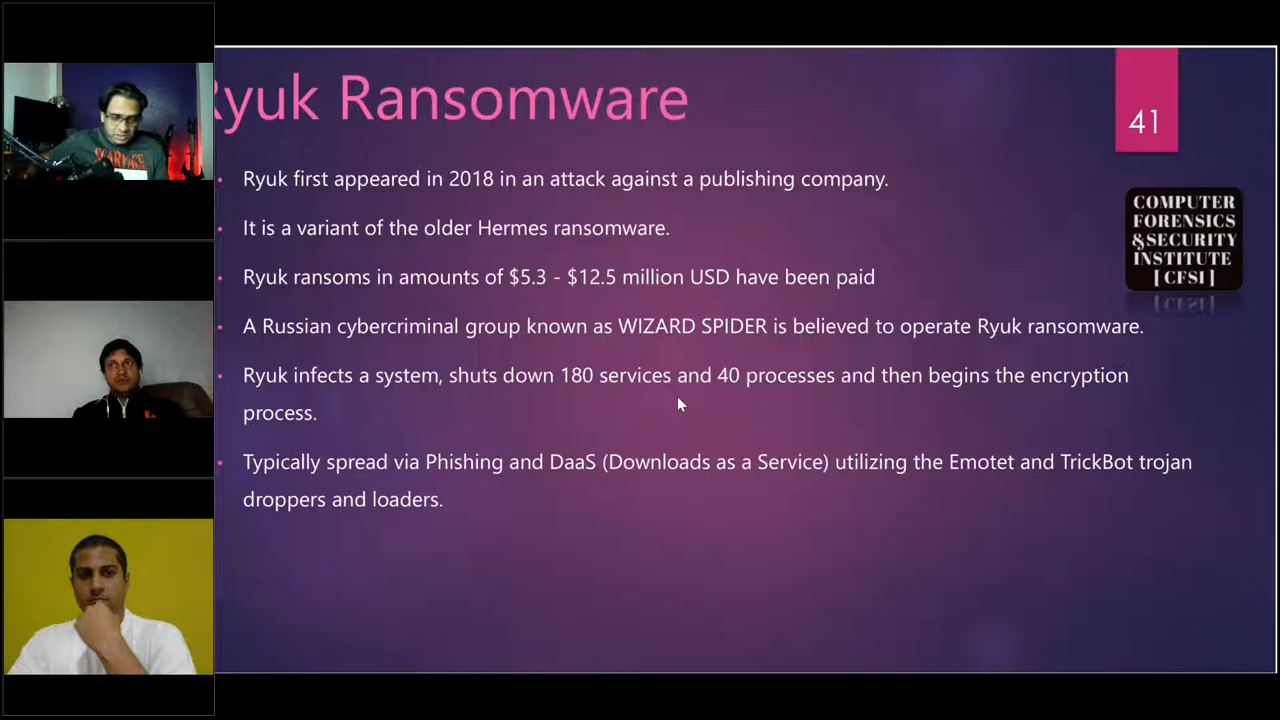 yuk Ransomware
41
Ryuk first appeared in 2018 in an attack against a publishing company.
It is a variant of the older Hermes ransomware.
Ryuk ransoms in amounts of $5.3 - $12.5 million USD have been paid
A Russian cybercriminal group known as WIZARD SPIDER is believed to operate Ryuk ransomware.
Ryuk infects a system, shuts down 180 services and 40 processes and then begins the encryption
process.
Typically spread via Phishing and DaaS (Downloads as a Service) utilizing the Emotet and TrickBot trojan
droppers and loaders.
COMPUTER
FORENSICS
&SECURITY
INSTITUTE
[ CFSI ]